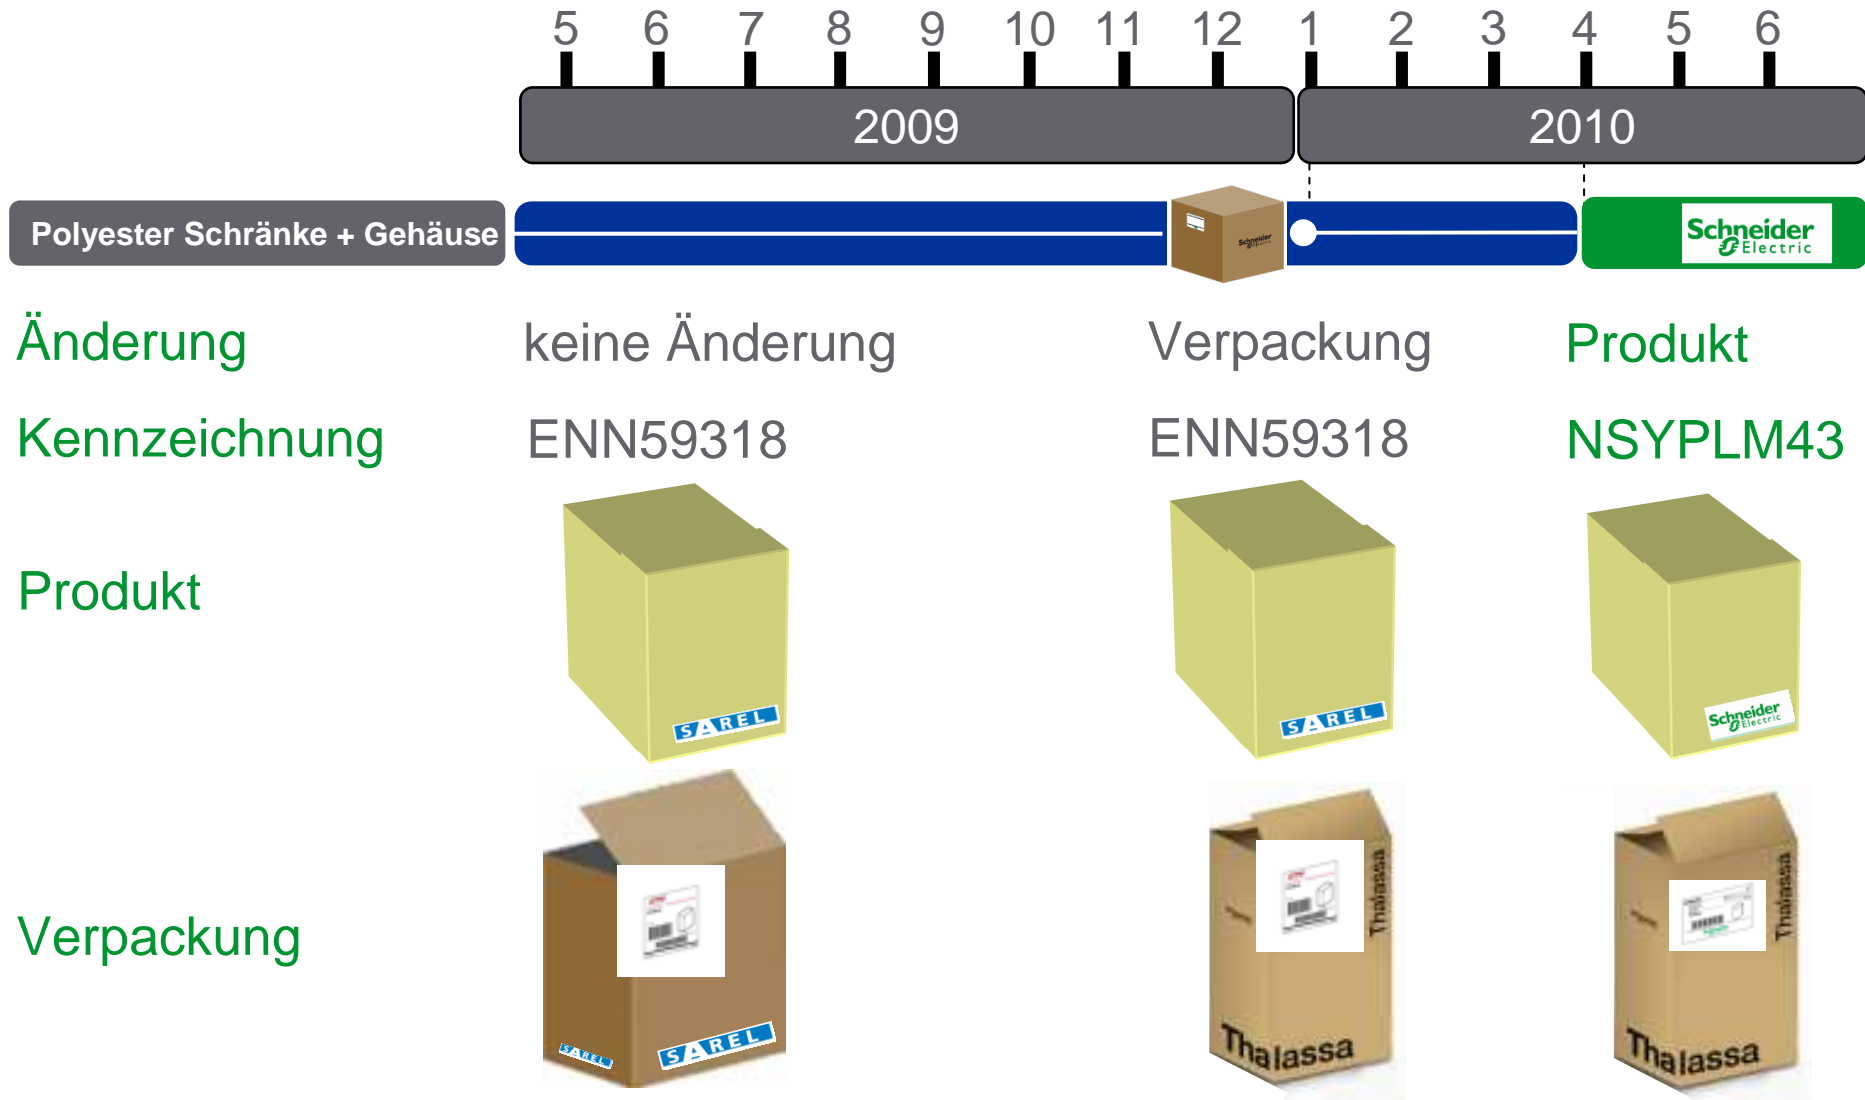 5 6 7 8 9 10 11 12 1 2 3 4 5 6
2009 2010
Polyester Schränke + Gehäuse
Schneider
Electric
Schneider
Electric
Änderung keine Änderung Verpackung Produkt
Kennzeichnung ENN59318 ENN59318 NSYPLM43
Produkt
SAREL SAREL Schneider
Electric
Verpackung
Thalassa
Thalassa
SAREL SAREL
Thalassa
Thalassa